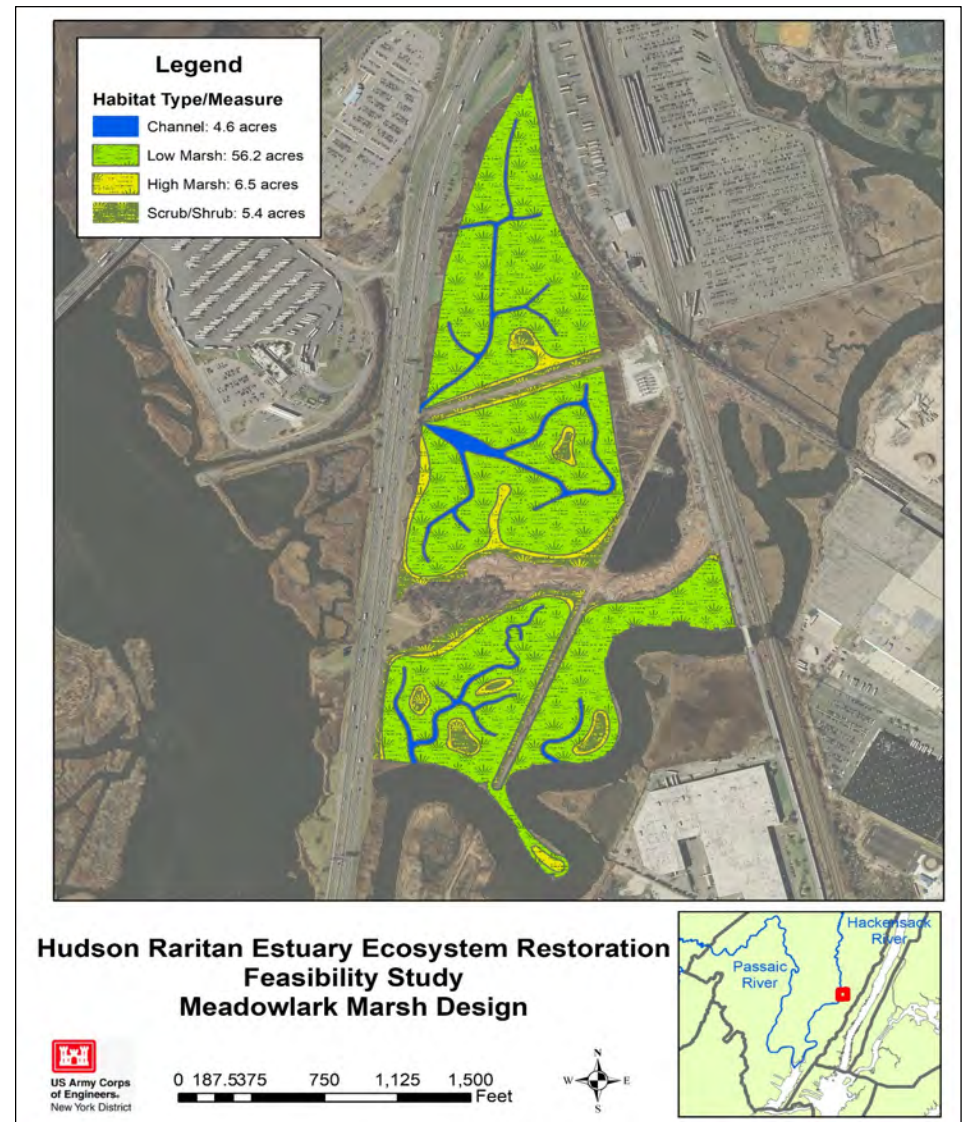 Legend
Habitat Type/Measure
Channel: 4.6 acres
Low Marsh: 56.2 acres
High Marsh: 6.5 acres
Scrub/Shrub: 5.4 acres
Hudson Raritan Estuary Ecosystem Restoration
Feasibility Study
Meadowlark Marsh Design
US Army Corps
of Engineers®
New York District
0 187.5375 750 1,125 1,500
Feet
N
W E
S
Hackensack
River
Passaic
River